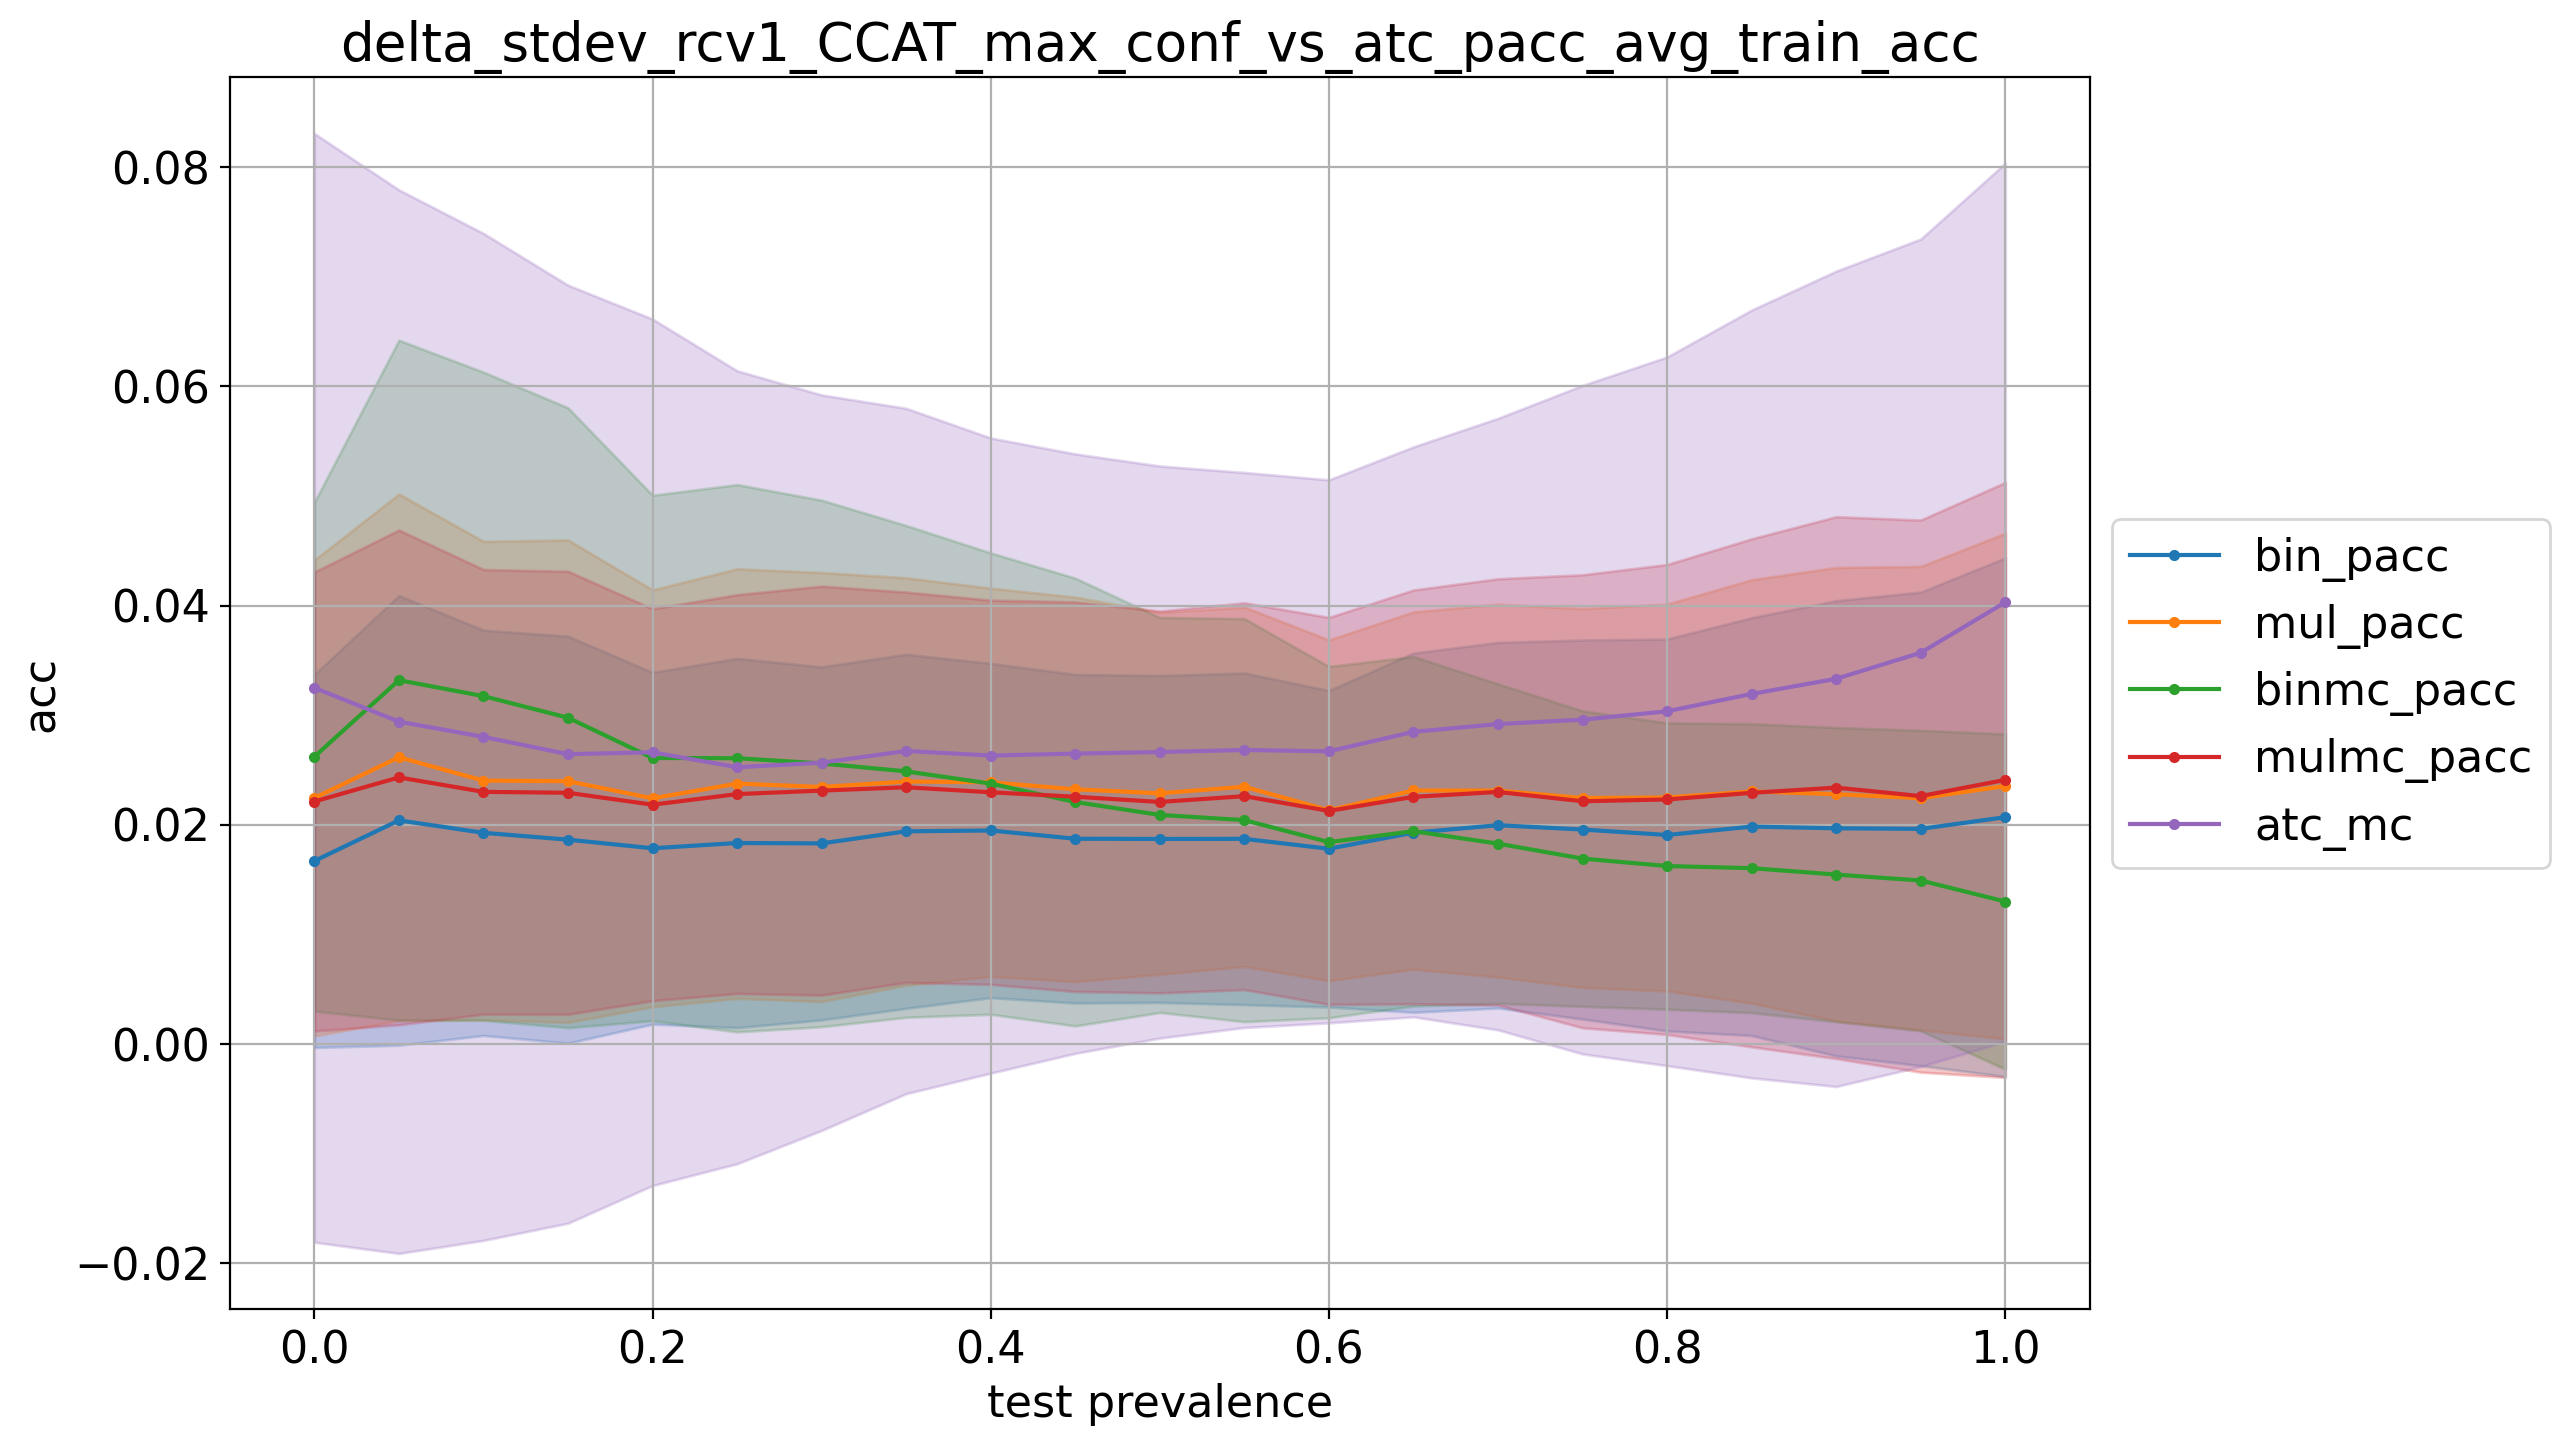 delta_stdev_rcv1_CCAT_max_conf_vs_atc_pacc_avg_train_acc
acc
0.08
0.06
0.04
0.02
0.00
−0.02
0.0 0.2 0.4 0.6 0.8 1.0
test prevalence
bin_pacc
mul_pacc
binmc_pacc
mulmc_pacc
atc_mc